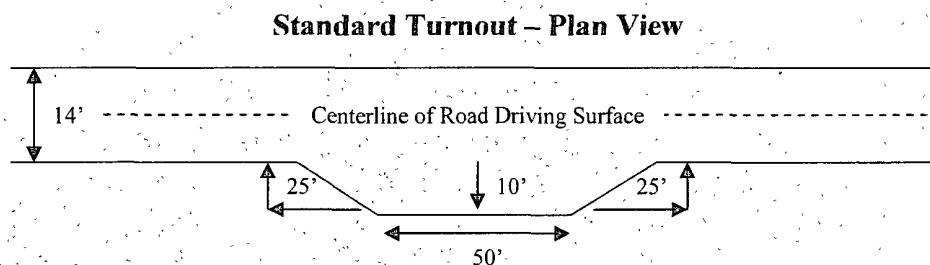 Standard Turnout – Plan View
14'
Centerline of Road Driving Surface
25'
10'
25'
50'